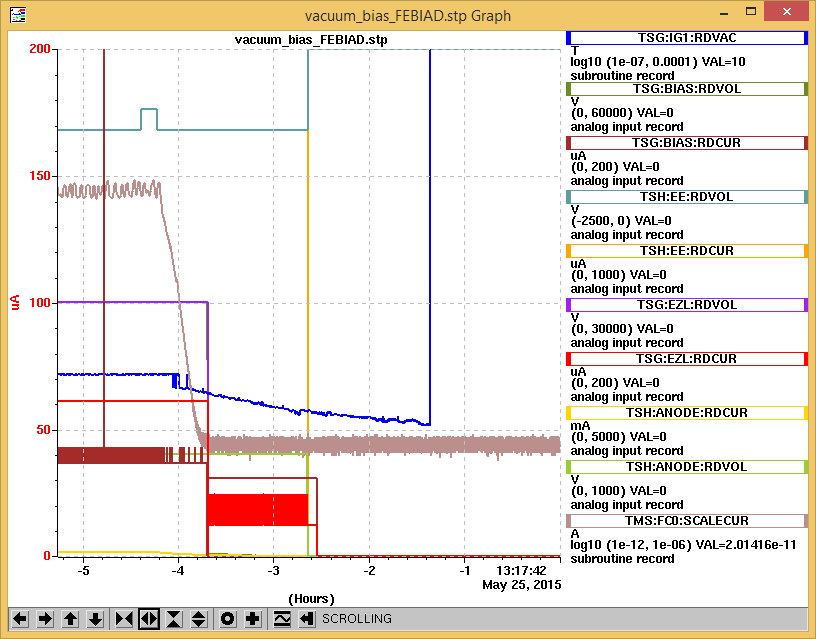 vacuum_bias_FEBIAD.stp Graph
vacuum_bias_FEBIAD.stp
200
150
100
50
0
uA
-5
-4
-3
-2
-1
13:17:42
May 25, 2015
(Hours)
TSG:IG1:RDVAC
T
log10 (1e-07, 0.0001) VAL=10
subroutine record
TSG:BIAS:RDVOL
V
(0, 60000) VAL=0
analog input record
TSG:BIAS:RDCUR
uA
(0, 200) VAL=0
analog input record
TSH:EE:RDVOL
V
(-2500, 0) VAL=0
analog input record
TSH:EE:RDCUR
uA
(0, 1000) VAL=0
analog input record
TSG:EZL:RDVOL
V
(0, 30000) VAL=0
analog input record
TSG:EZL:RDCUR
uA
(0, 200) VAL=0
analog input record
TSH:ANODE:RDCUR
mA
(0, 5000) VAL=0
analog input record
TSH:ANODE:RDVOL
V
(0, 1000) VAL=0
analog input record
TMS:FC0:SCALECUR
A
log10 (1e-12, 1e-06) VAL=2.01416e-11
subroutine record
SCROLLING